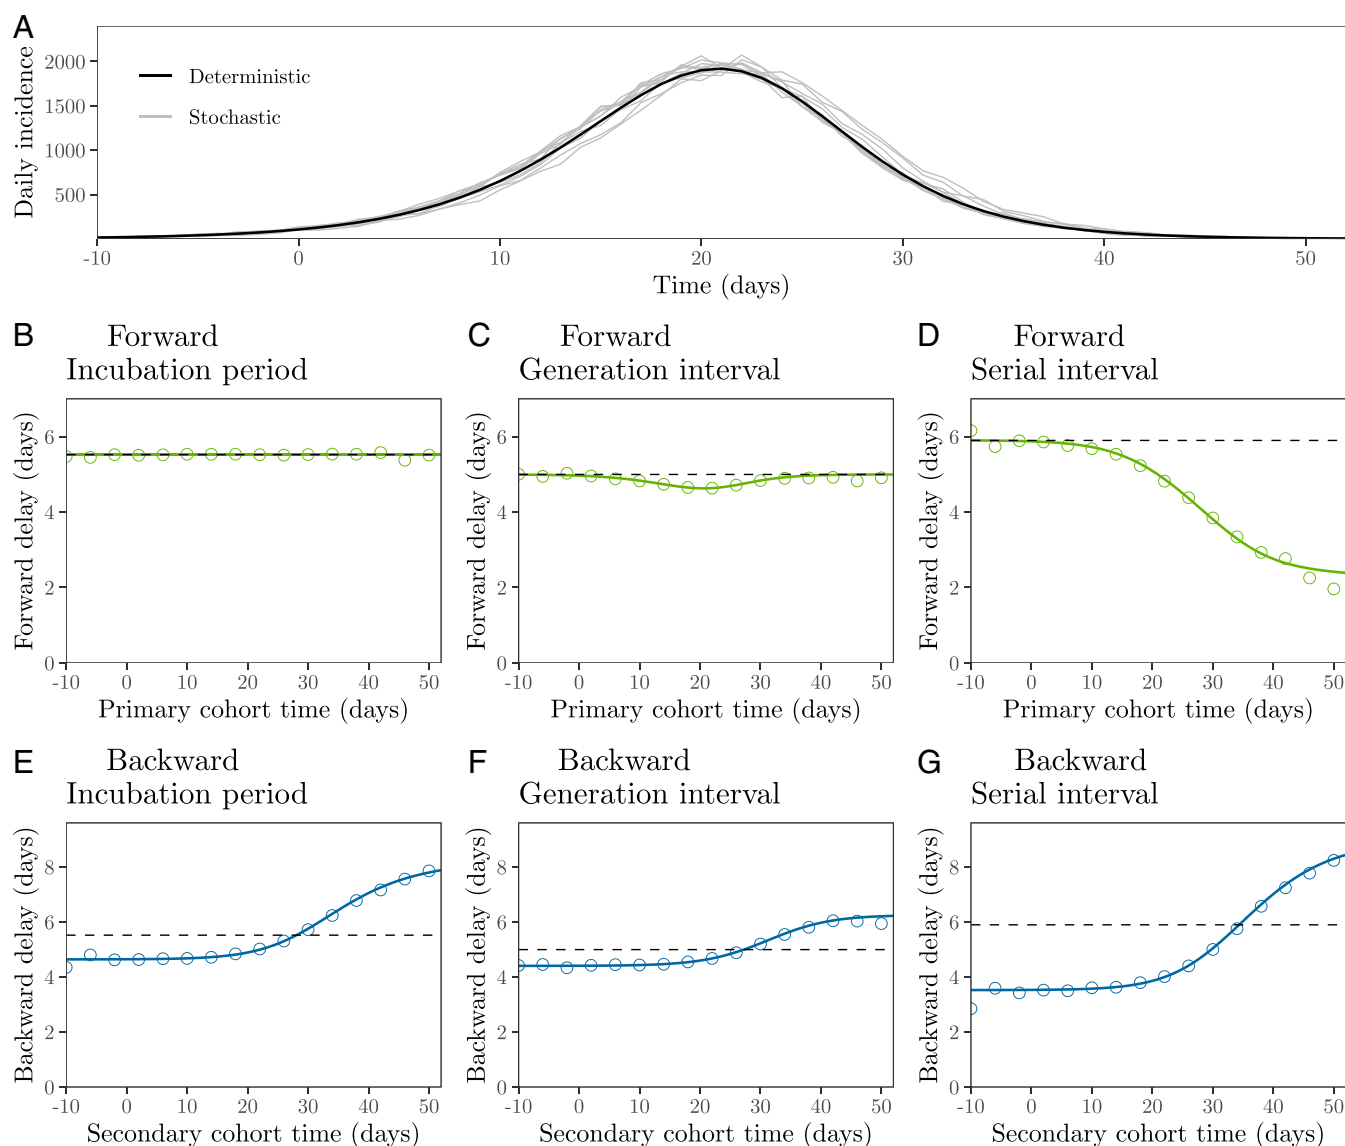 A
Daily incidence
2000
1500
1000
500
Deterministic
Stochastic
-10 0 10 20 30 40 50
Time (days)
B Forward
Incubation period
Forward delay (days)
6
4
2
0
-10 0 10 20 30 40 50
Primary cohort time (days)
C Forward
Generation interval
Forward delay (days)
6
4
2
0
-10 0 10 20 30 40 50
Primary cohort time (days)
D Forward
Serial interval
Forward delay (days)
6
4
2
0
-10 0 10 20 30 40 50
Primary cohort time (days)
E Backward
Incubation period
Backward delay (days)
8
6
4
2
0
-10 0 10 20 30 40 50
Secondary cohort time (days)
F Backward
Generation interval
Backward delay (days)
8
6
4
2
0
-10 0 10 20 30 40 50
Secondary cohort time (days)
G Backward
Serial interval
Backward delay (days)
8
6
4
2
0
-10 0 10 20 30 40 50
Secondary cohort time (days)